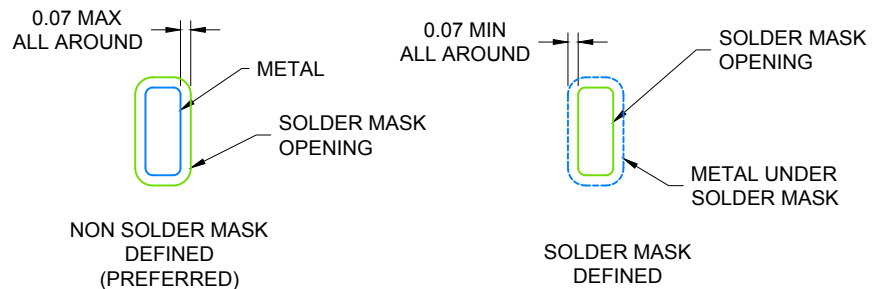 0.07 MAX
ALL AROUND
METAL
SOLDER MASK
OPENING
NON SOLDER MASK
DEFINED
(PREFERRED)
0.07 MIN
ALL AROUND
SOLDER MASK
OPENING
METAL UNDER
SOLDER MASK
SOLDER MASK
DEFINED